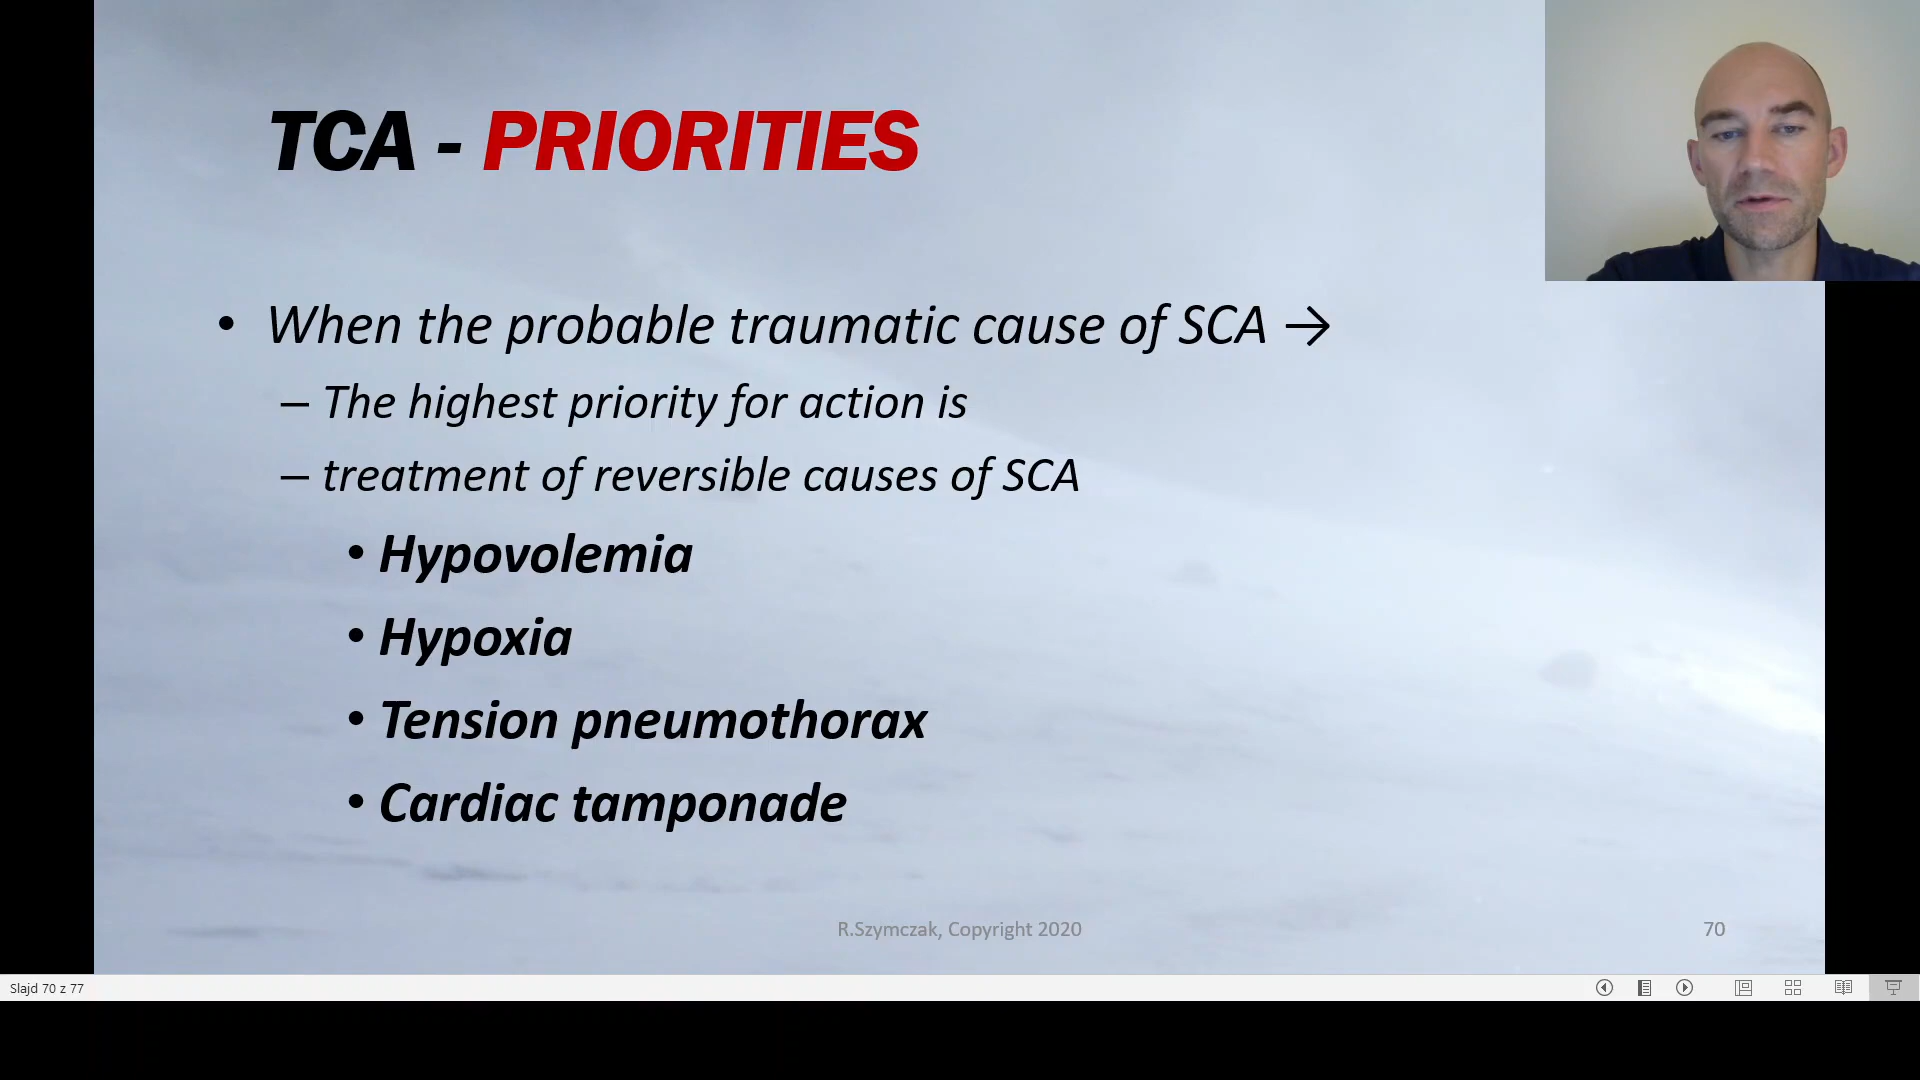 TCA - PRIORITIES
• When the probable traumatic cause of SCA →
– The highest priority for action is
– treatment of reversible causes of SCA
• Hypovolemia
• Hypoxia
• Tension pneumothorax
• Cardiac tamponade
R.Szymczak, Copyright 2020
70
Slajd 70 z 77